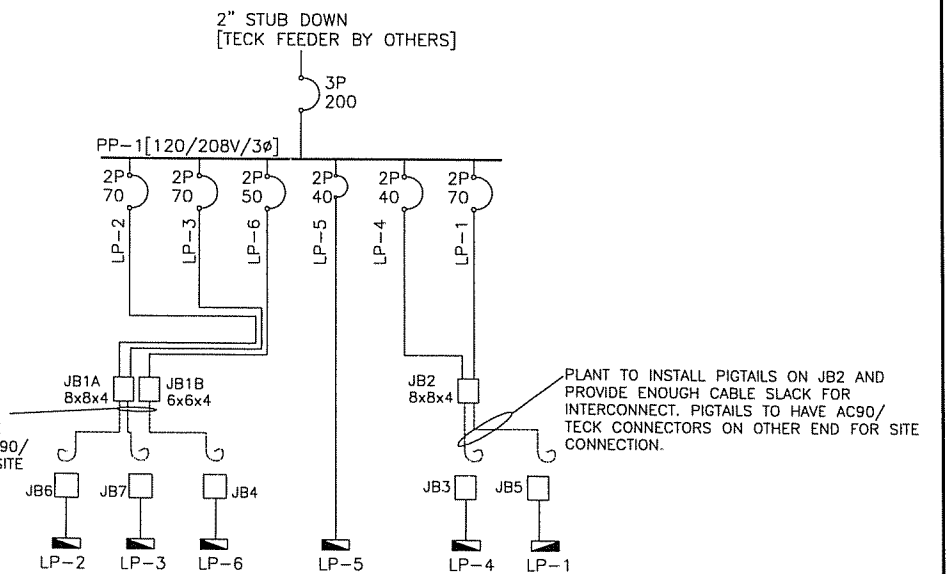 2" STUB DOWN
[TECK FEEDER BY OTHERS]
3P
200
PP-1[120/208V/3ø]
2P
70
2P
70
2P
50
2P
40
2P
40
2P
70
LP-2
LP-3
LP-6
LP-5
LP-4
LP-1
JB1A
8x8x4
JB1B
6x6x4
JB2
8x8x4
PLANT TO INSTALL PIGTAILS ON JB2 AND
PROVIDE ENOUGH CABLE SLACK FOR
INTERCONNECT. PIGTAILS TO HAVE AC90/
TECK CONNECTORS ON OTHER END FOR SITE
CONNECTION.
90/
SITE
JB6
JB7
JB4
JB3
JB5
LP-2
LP-3
LP-6
LP-5
LP-4
LP-1